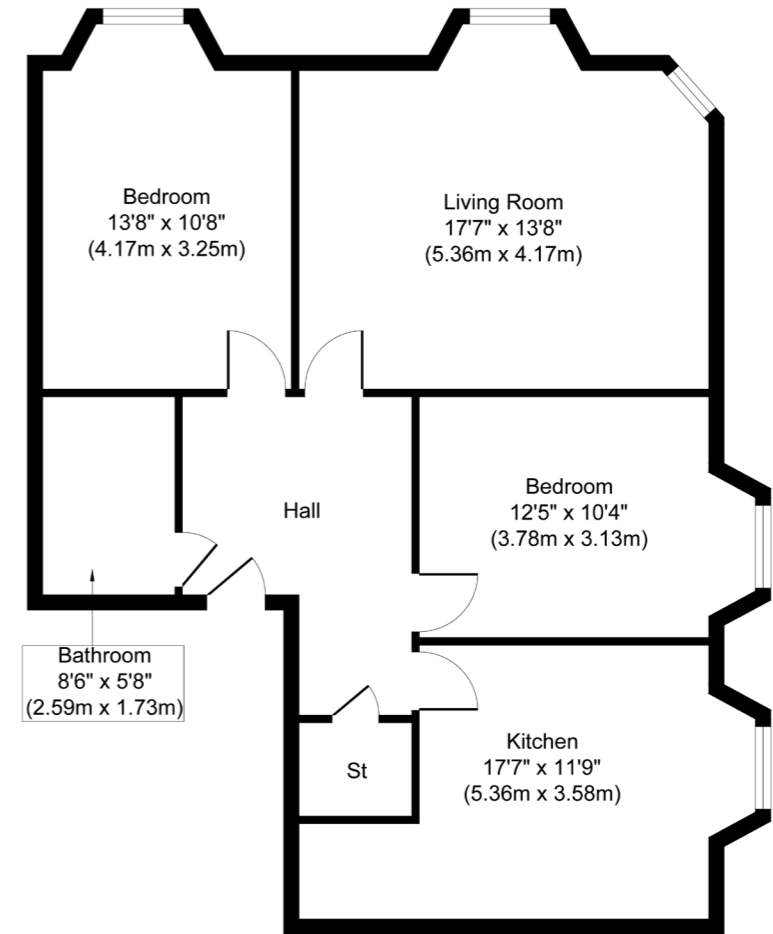 Bedroom
13'8" x 10'8"
(4.17m x 3.25m)
Living Room
17'7" x 13'8"
(5.36m x 4.17m)
Hall
Bedroom
12'5" x 10'4"
(3.78m x 3.13m)
Bathroom
8'6" x 5'8"
(2.59m x 1.73m)
Kitchen
17'7" x 11'9"
(5.36m x 3.58m)
St